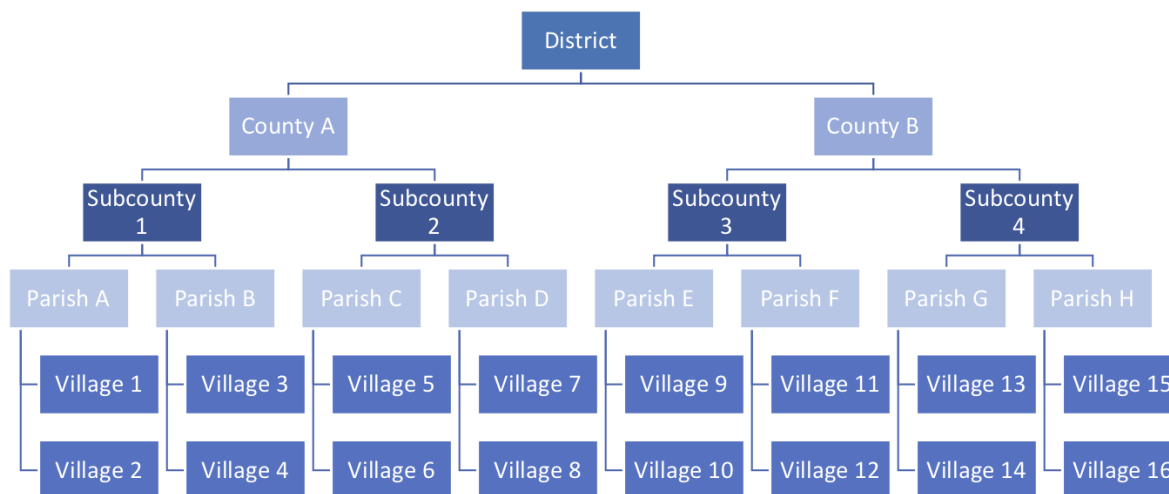 District
County A
County B
Subcounty
1
Subcounty
2
Subcounty
3
Subcounty
4
Parish A
Parish B
Parish C
Parish D
Parish E
Parish F
Parish G
Parish H
Village 1
Village 3
Village 5
Village 7
Village 9
Village 11
Village 13
Village 15
Village 2
Village 4
Village 6
Village 8
Village 10
Village 12
Village 14
Village 16